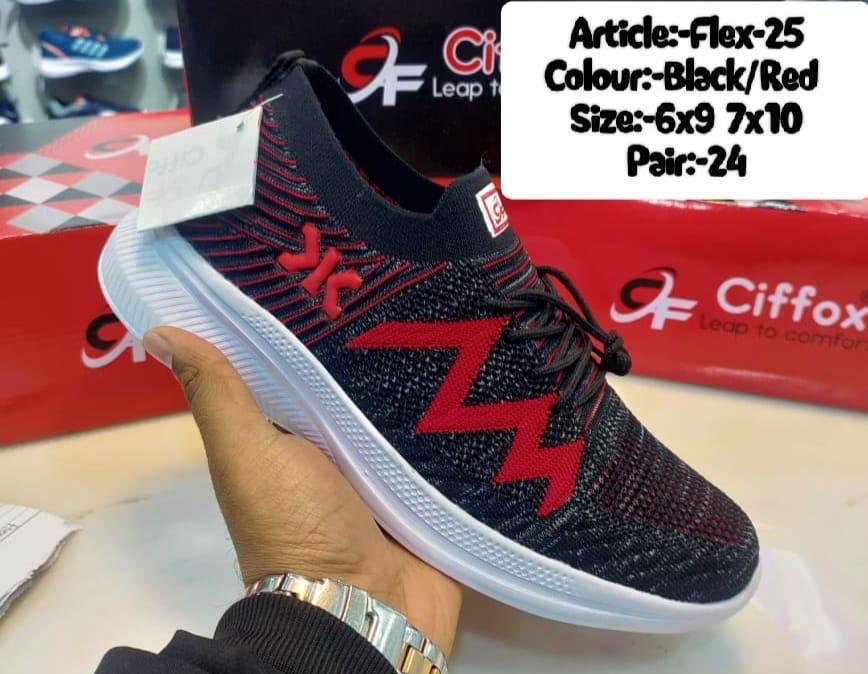 Article:-Flex-25
Colour:-Black/Red
Size:-6x9 7x10
Pair:-24
Leap to
Ciffox
Leap to comfort